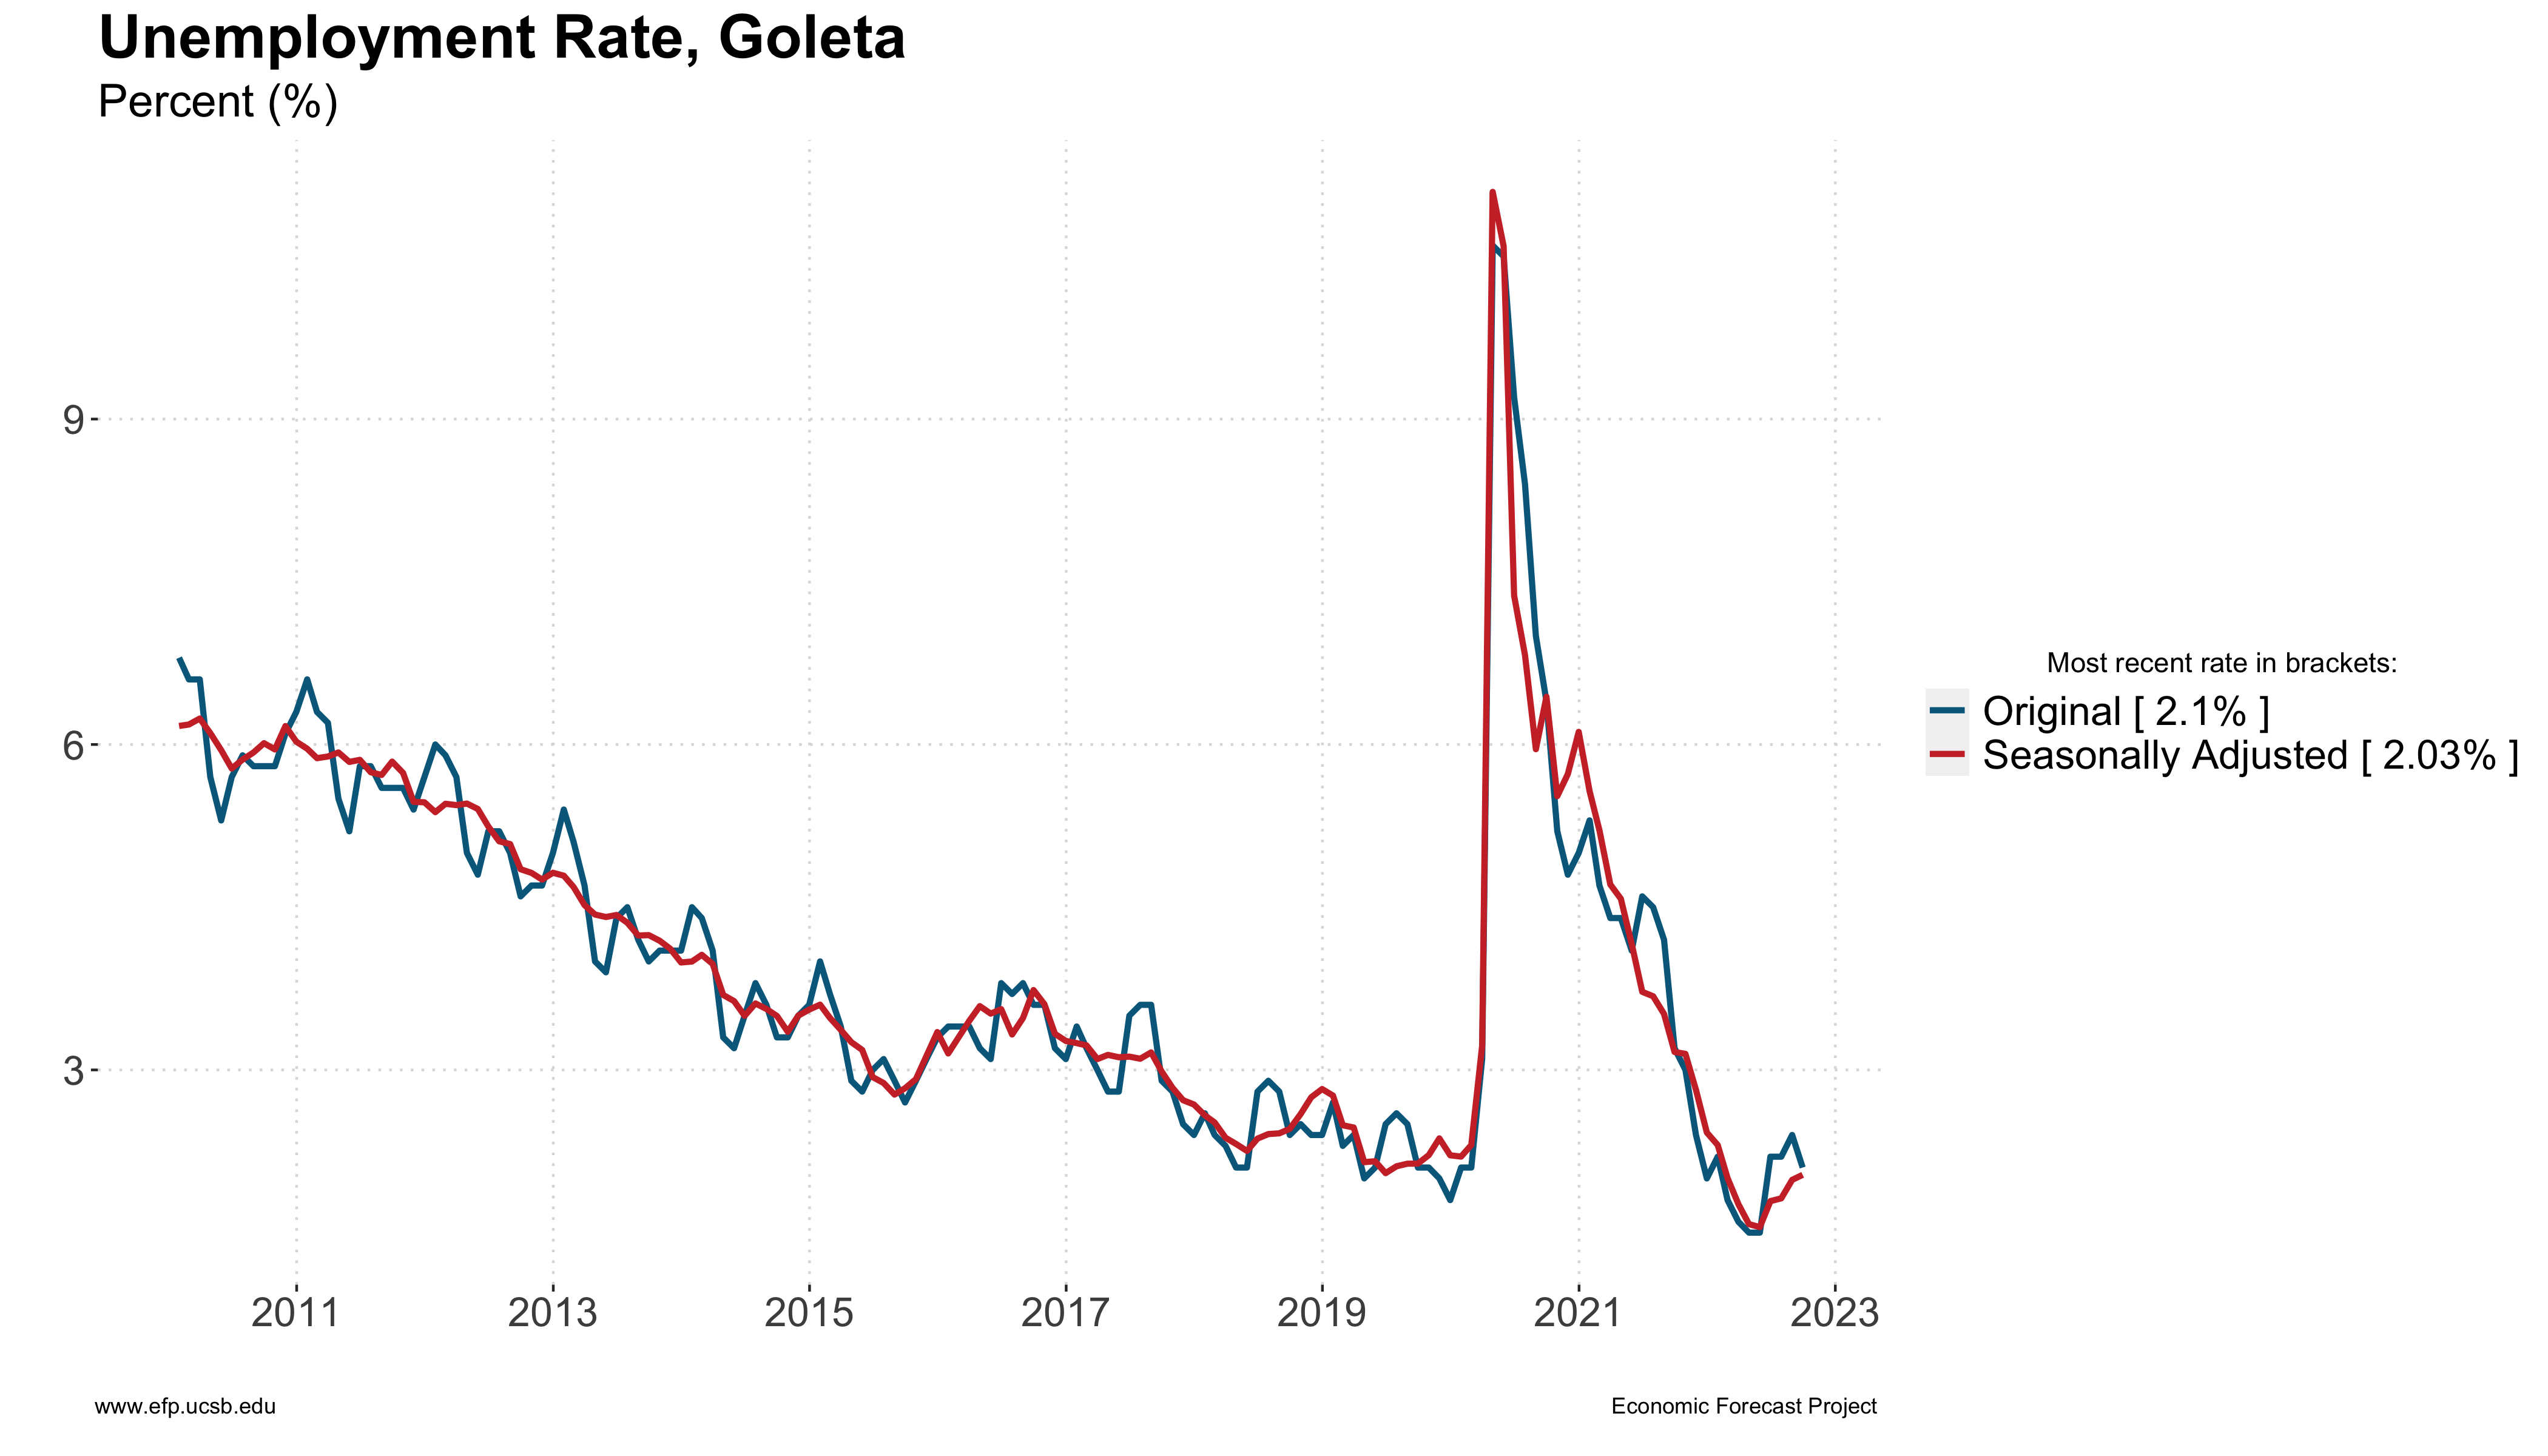 Unemployment Rate, Goleta
Percent (%)
9
6
3
Most recent rate in brackets:
Original [ 2.1% ]
Seasonally Adjusted [ 2.03% ]
2011 2013 2015 2017 2019 2021 2023
www.efp.ucsb.edu Economic Forecast Project